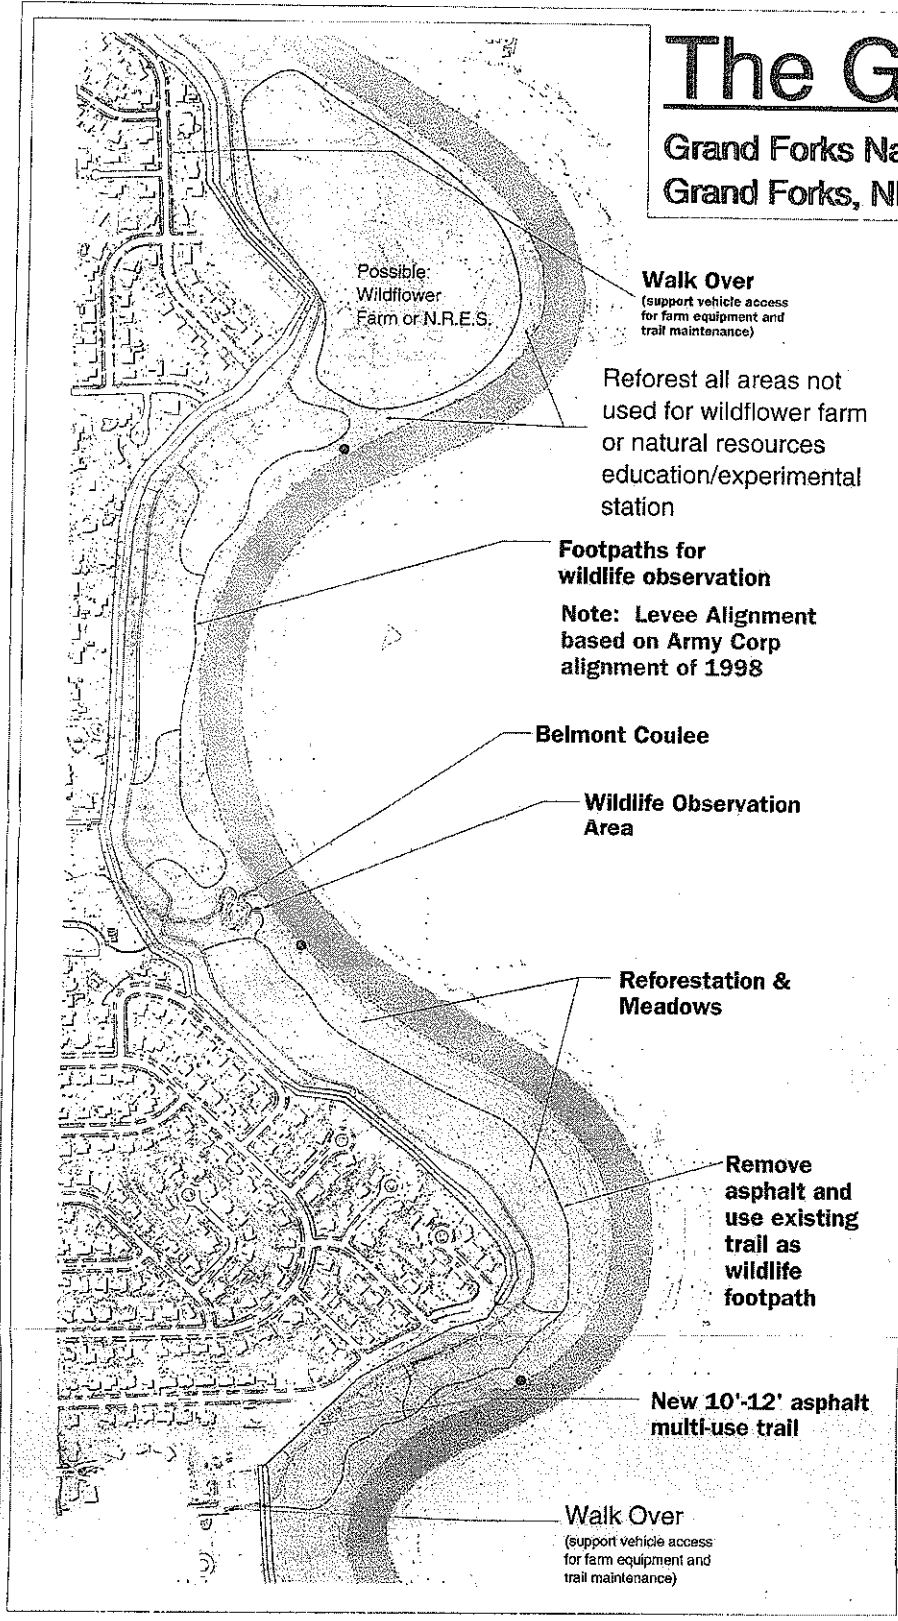 The G
Grand Forks Na
Grand Forks, N
Possible
Wildflower
Farm or N.R.E.S.
Walk Over
(support vehicle access
for farm equipment and
trail maintenance)
Reforest all areas not
used for wildflower farm
or natural resources
education/experimental
station
Footpaths for
wildlife observation
Note: Levee Alignment
based on Army Corp
alignment of 1998
Belmont Coulee
Wildlife Observation
Area
Reforestation &
Meadows
Remove
asphalt and
use existing
trail as
wildlife
footpath
New 10'-12' asphalt
multi-use trail
Walk Over
(support vehicle access
for farm equipment and
trail maintenance)